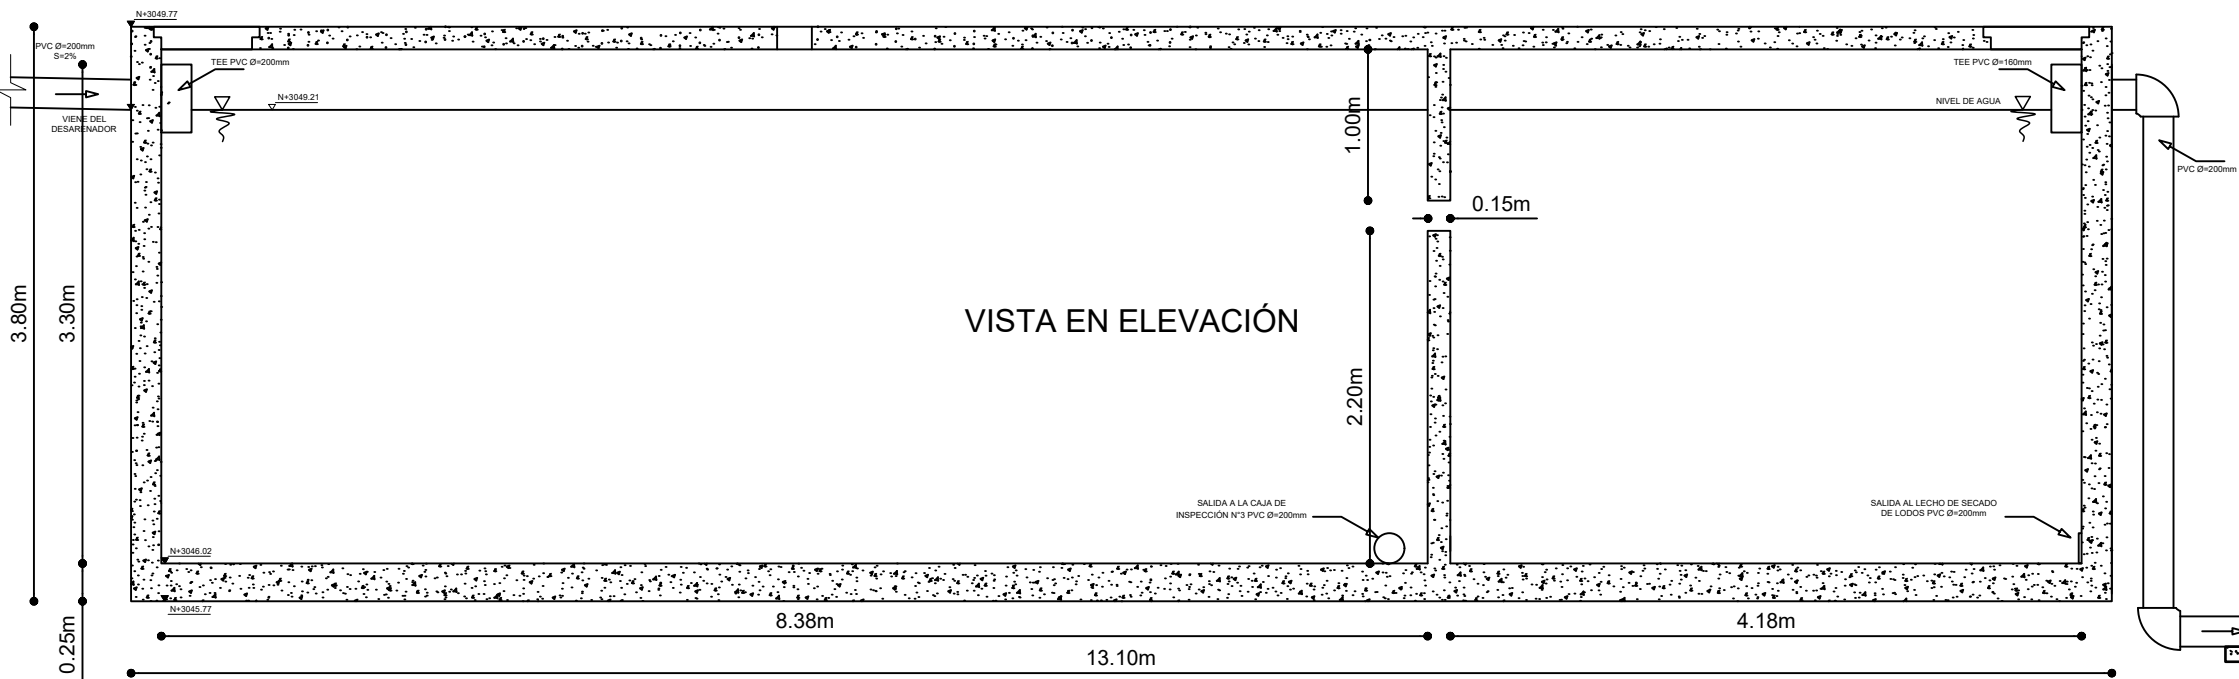 N+3049.77
PVC Ø=200mm
S=2%
TEE PVC Ø=200mm
TEE PVC Ø=160mm
N+3049.21
NIVEL DE AGUA
VIENE DEL
DESARENADOR
1.00m
PVC Ø=200mm
0.15m
3.80m
3.30m
VISTA EN ELEVACIÓN
2.20m
SALIDA A LA CAJA DE
INSPECCIÓN N°3 PVC Ø=200mm
SALIDA AL LECHO DE SECADO
DE LODOS PVC Ø=200mm
N+3046.02
N+3045.77
0.25m
8.38m
4.18m
13.10m